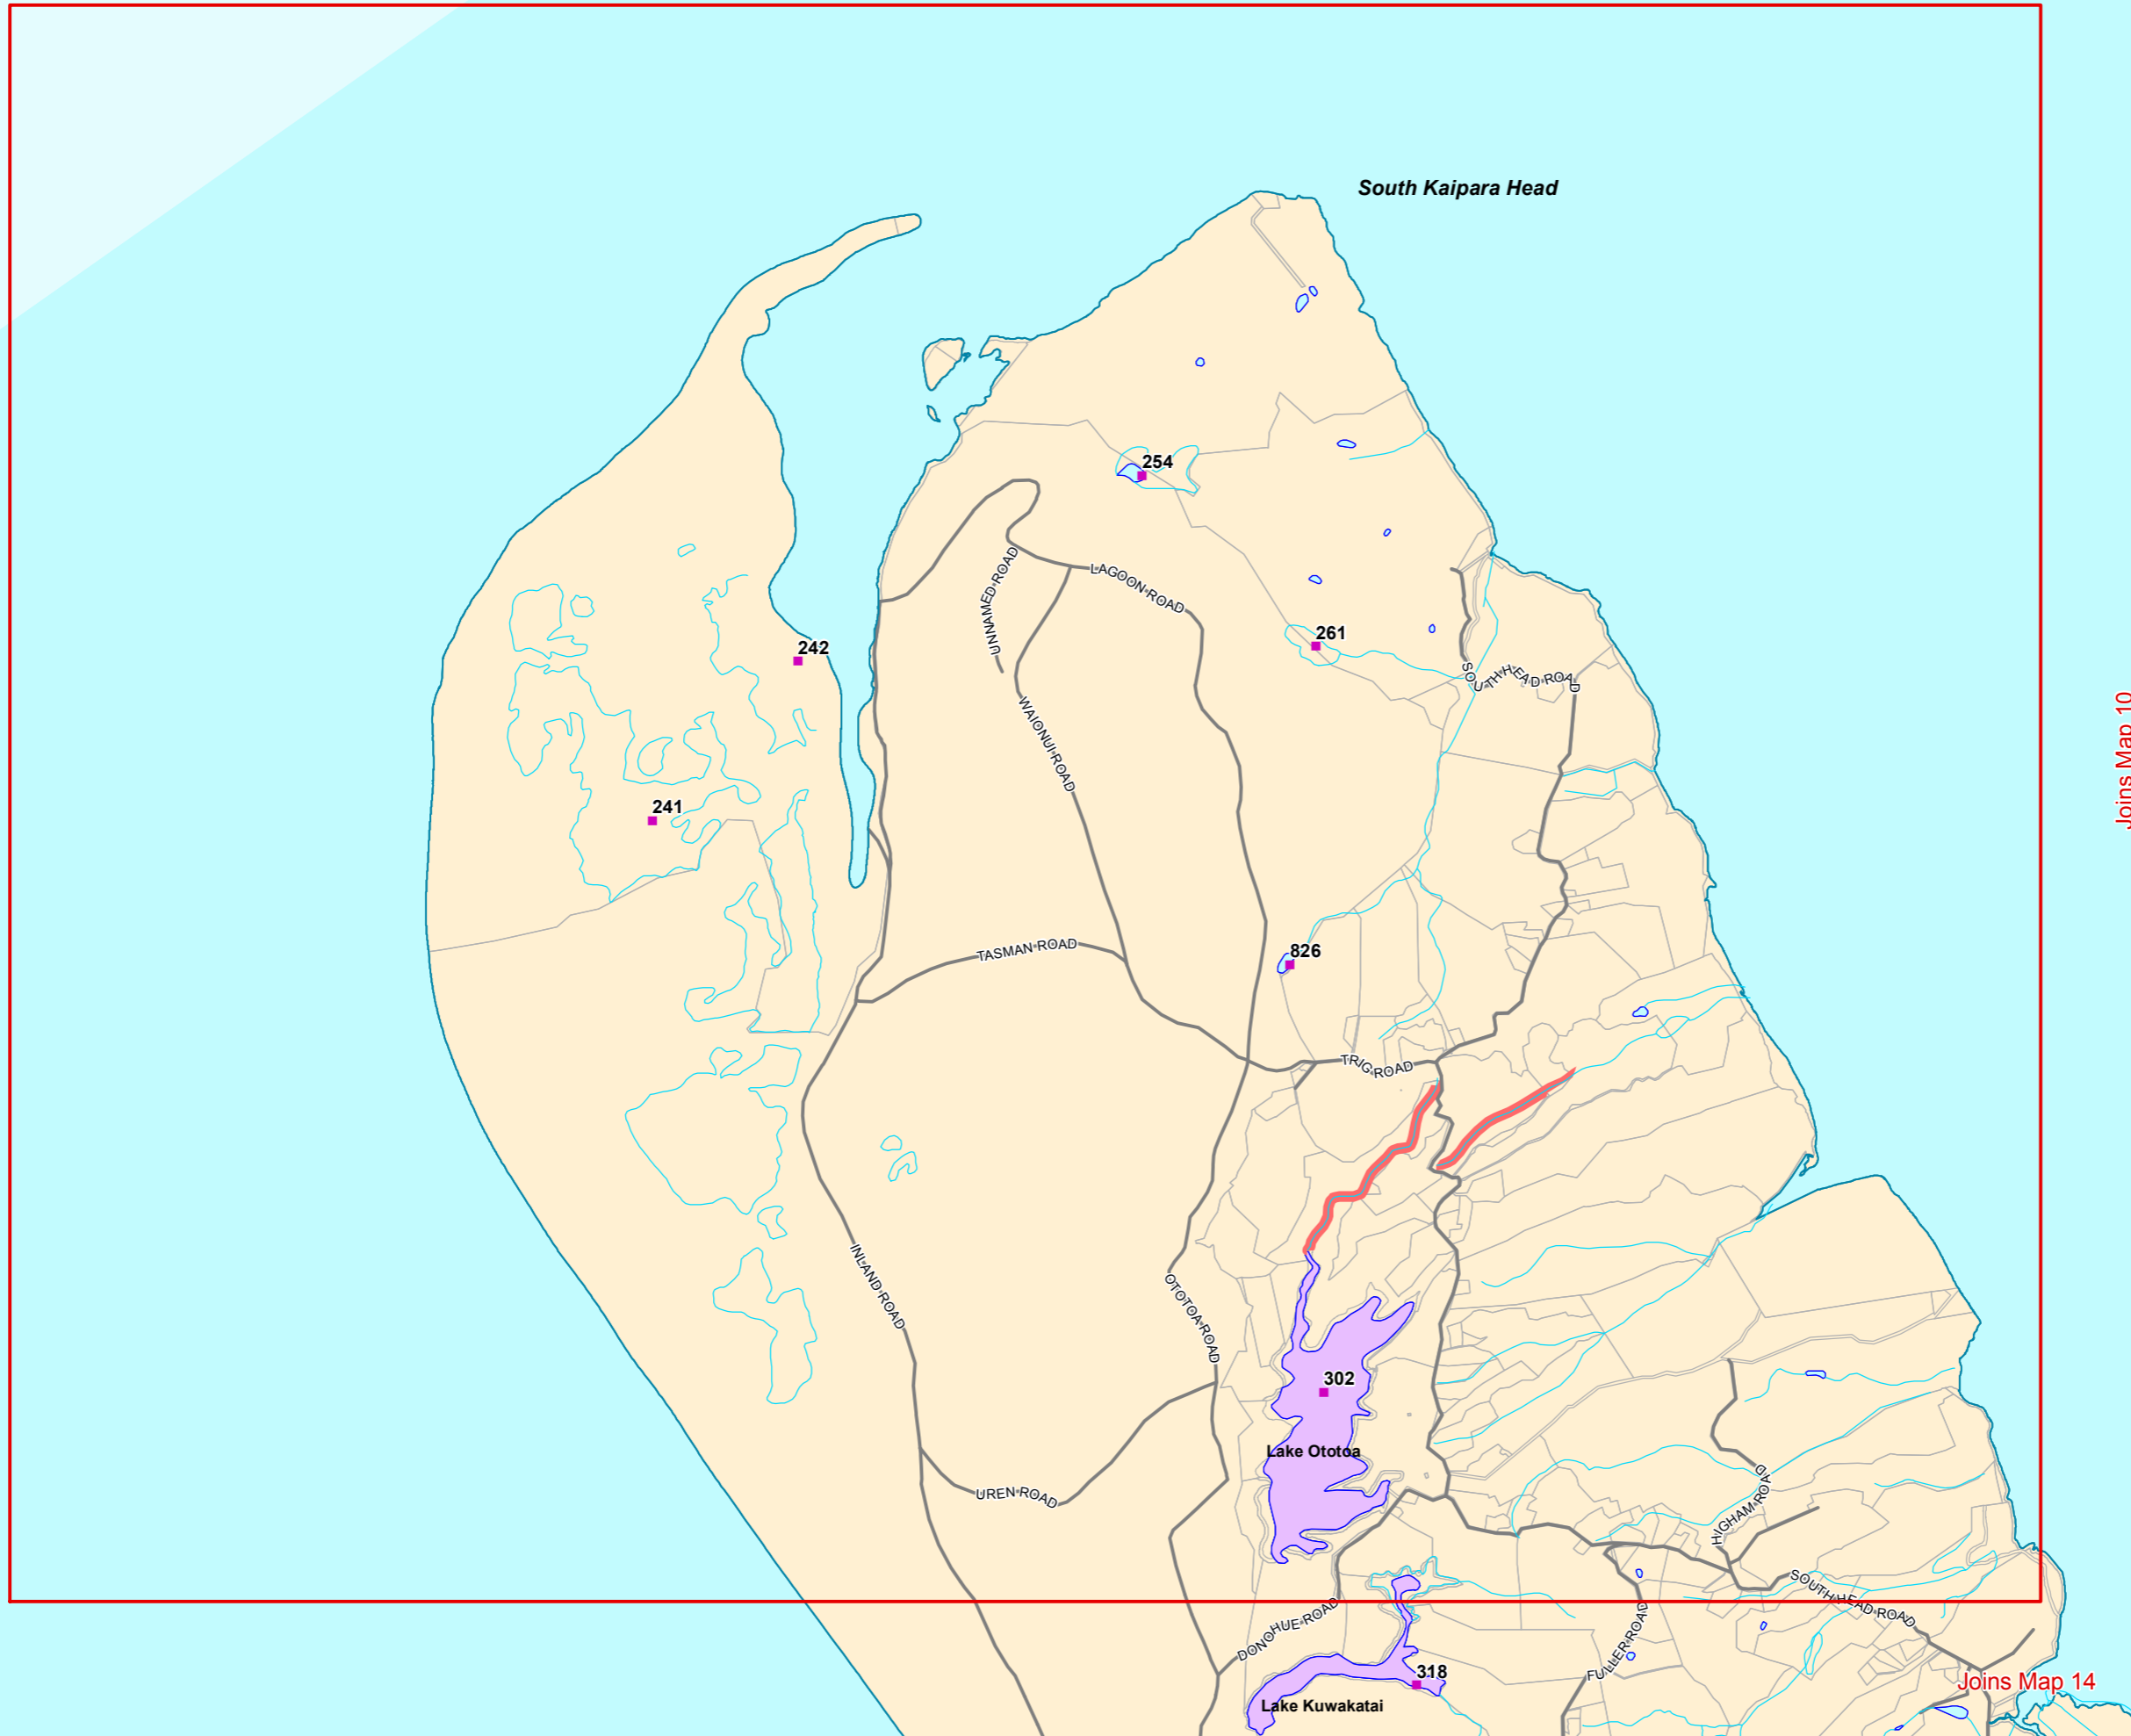 South Kaipara Head
254
UNNAMED ROAD
LAGOON ROAD
261
242
SOUTH HEAD ROAD
WAIONUI ROAD
Joins Map 10
241
TASMAN ROAD
826
TRIG ROAD
INLAND ROAD
OTOTOA ROAD
302
Lake Ototoa
UREN ROAD
HIGHAM ROAD
SOUTH HEAD ROAD
DONOHUE ROAD
FULLER ROAD
318
Lake Kuwakatai
Joins Map 14